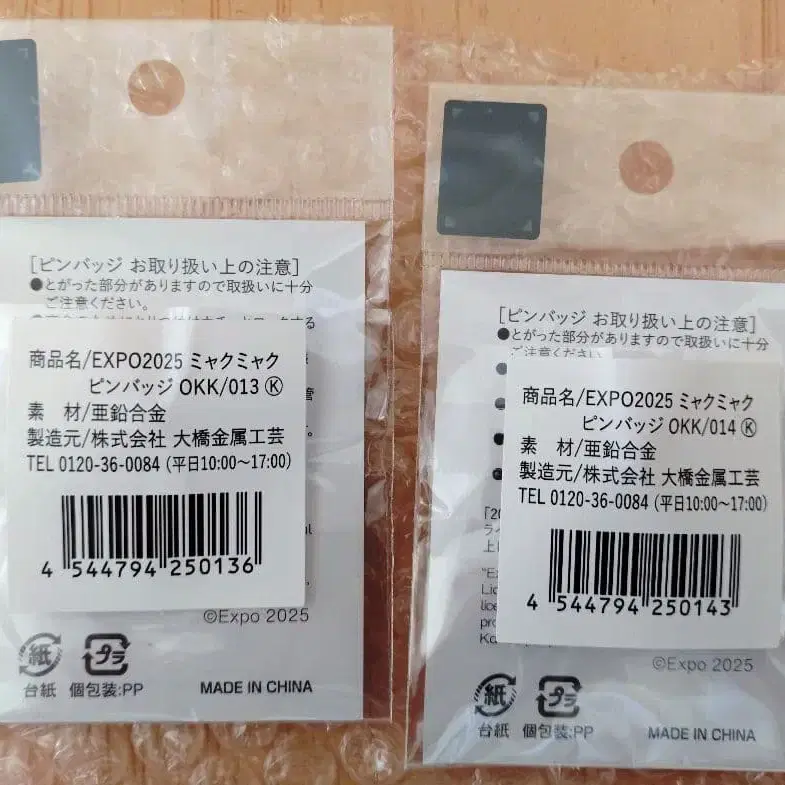 [ピンバッジ お取り扱い上の注意]
●とがった部分がありますので取扱いに十分
ご注意ください。
商品名/EXPO2025 ミャクミャク
ピンバッジ OKK/013 Ⓚ
素 材/亜鉛合金
製造元/株式会社 大橋金属工芸
TEL 0120-36-0084 (平日10:00~17:00)
4 544794 250136
©Expo 2025
紙 プラ
台紙 個包装:PP
MADE IN CHINA
[ピンバッジ お取り扱い上の注意]
●とがった部分がありますので取扱いに十分
ご注意ください
商品名/EXPO2025 ミャクミャク
ピンバッジ OKK/014 Ⓚ
素 材/亜鉛合金
製造元/株式会社 大橋金属工芸
TEL 0120-36-0084 (平日10:00~17:00)
4 544794 250143
©Expo 2025
紙 プラ
台紙 個包装:PP
MADE IN CHINA